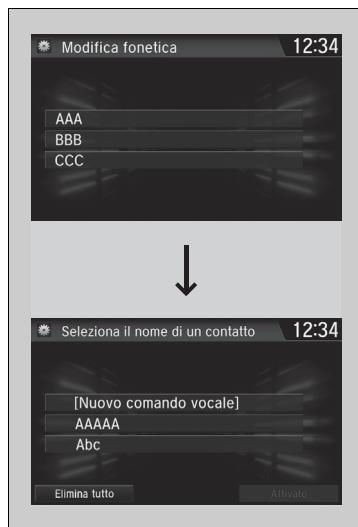 Modifica fonetica 12:34
AAA
BBB
CCC
Seleziona il nome di un contatto 12:34
[Nuovo comando vocale]
AAAAA
Abc
Elimina tutto Attivato